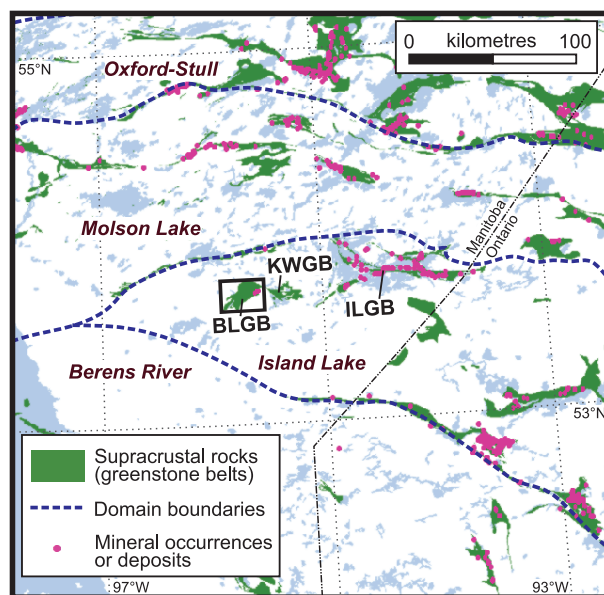 55°N
Oxford-Stull
0 kilometres 100
Molson Lake
Manitoba
Ontario
KWGB
BLGB
ILGB
Island Lake
Berens River
53°N
Supracrustal rocks
(greenstone belts)
Domain boundaries
Mineral occurrences
or deposits
97°W
93°W